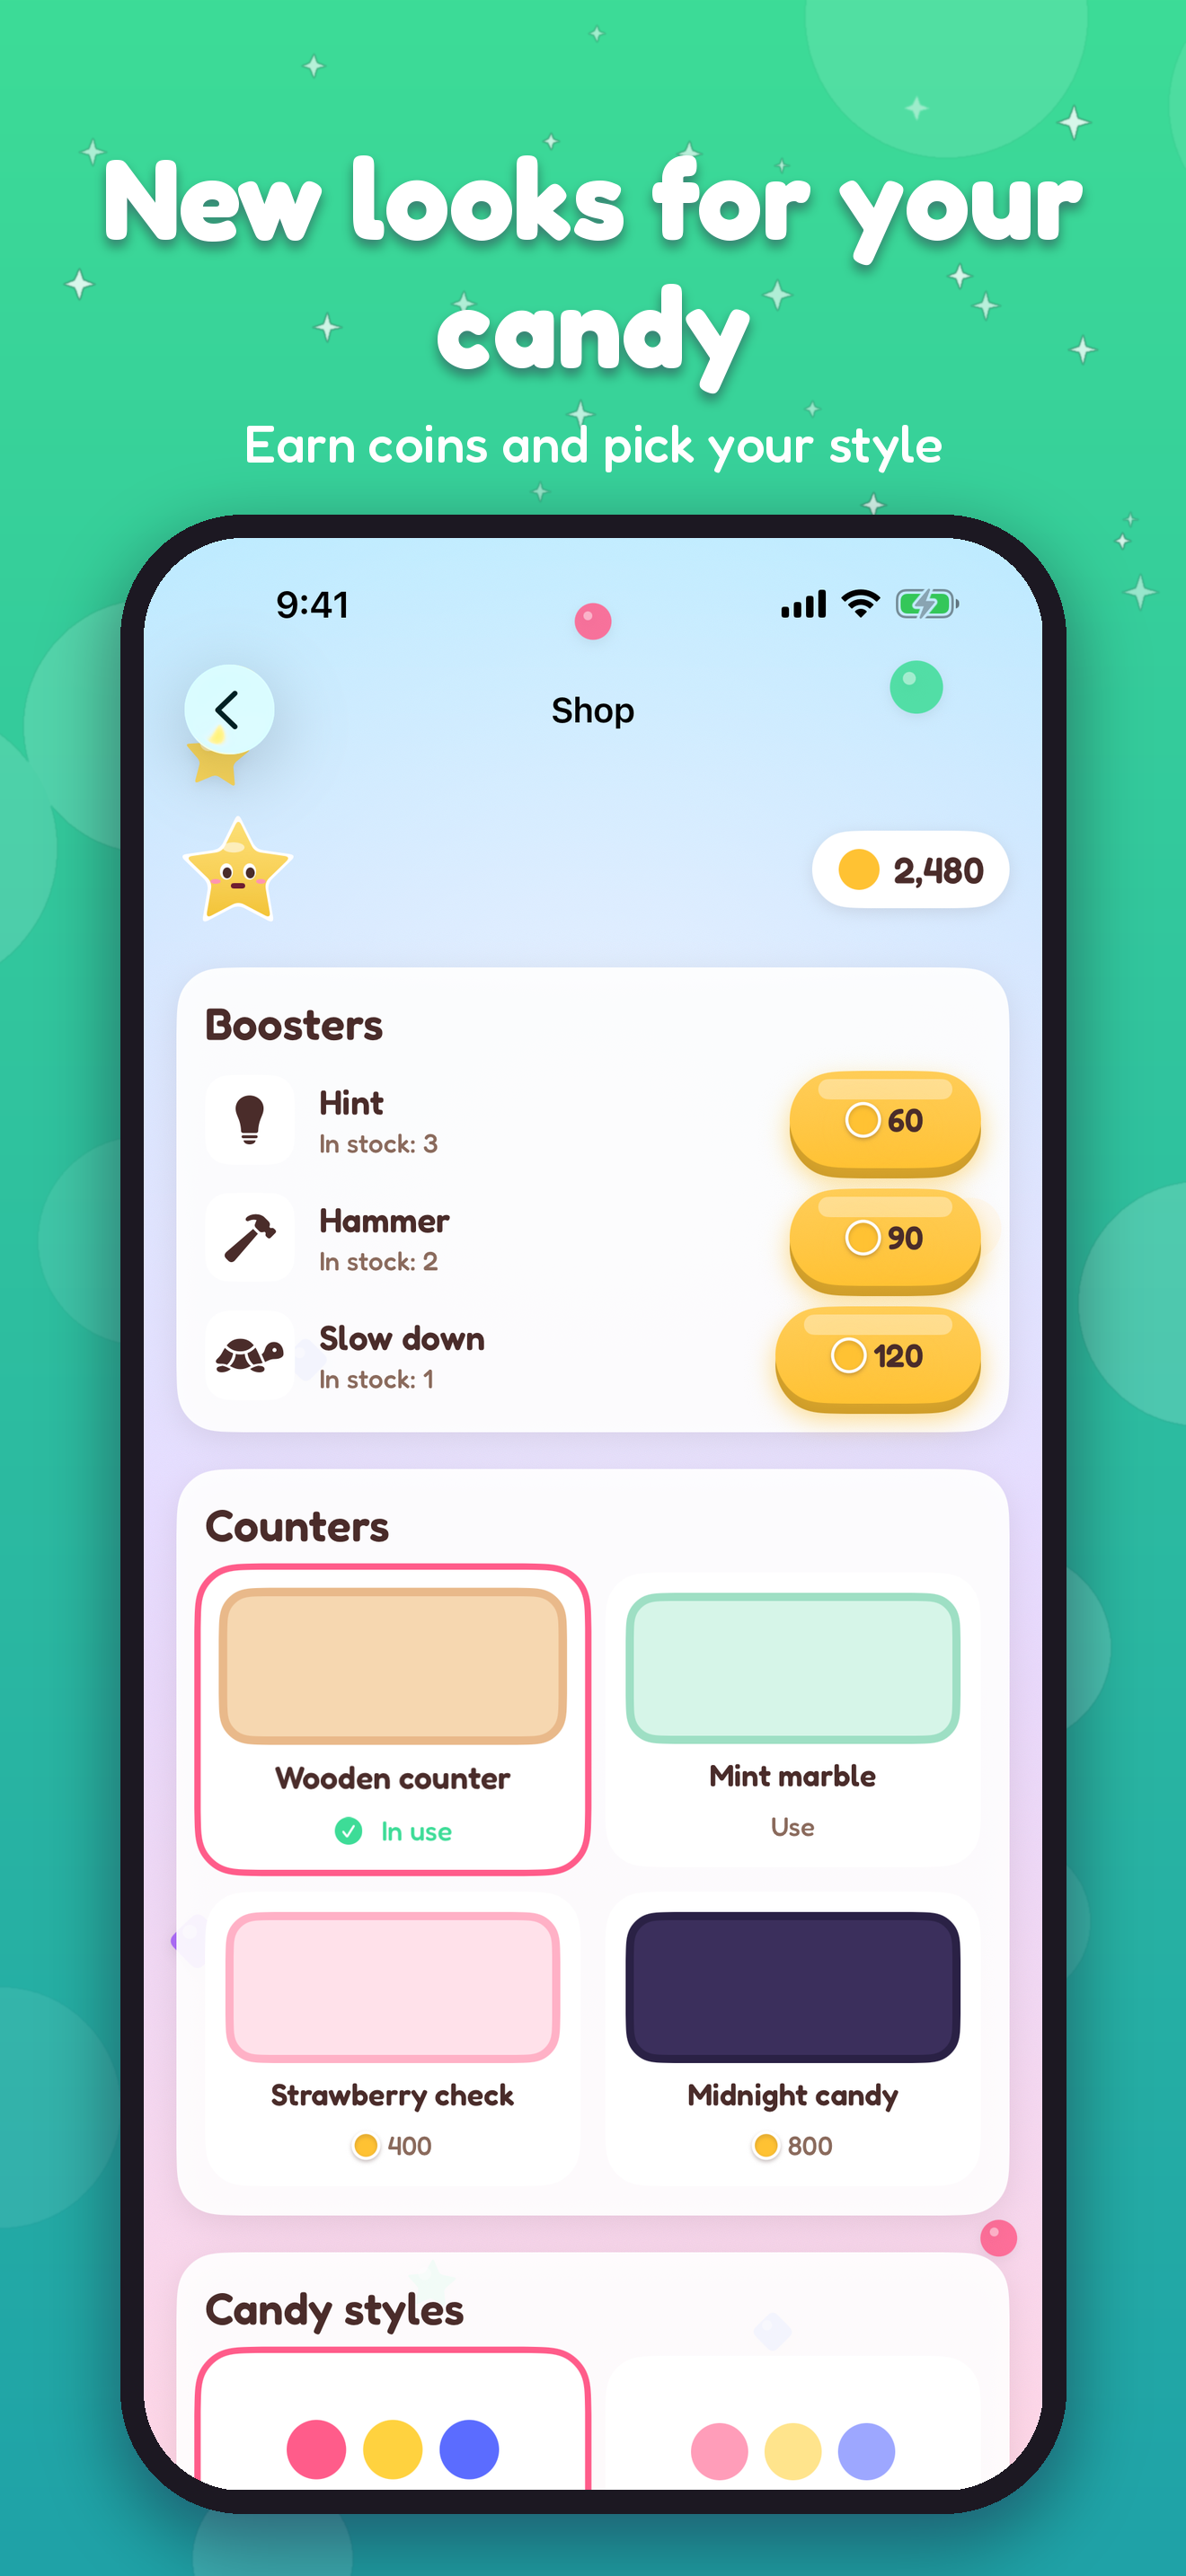 New looks for your
candy
Earn coins and pick your style
9:41
Shop
2,480
Boosters
Hint
In stock: 3
60
Hammer
In stock: 2
90
Slow down
In stock: 1
120
Counters
Wooden counter
In use
Mint marble
Use
Strawberry check
400
Midnight candy
800
Candy styles